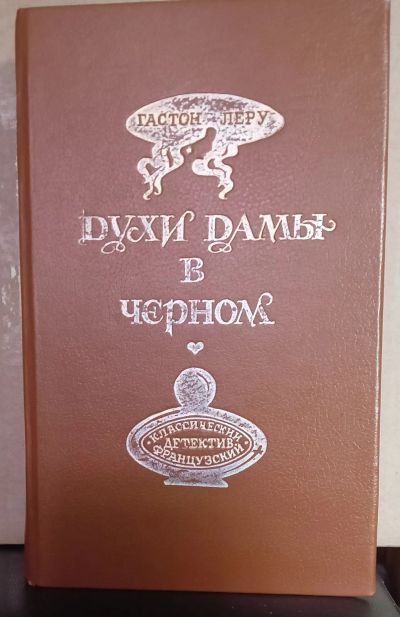 ГАСТОН ЛЕРУ
ДУХИ ДАМЫ
В
ЧЕРНОМ
·КЛАССИЧЕСКИЙ·
ДЕТЕКТИВ
ФРАНЦУЗСКИЙ